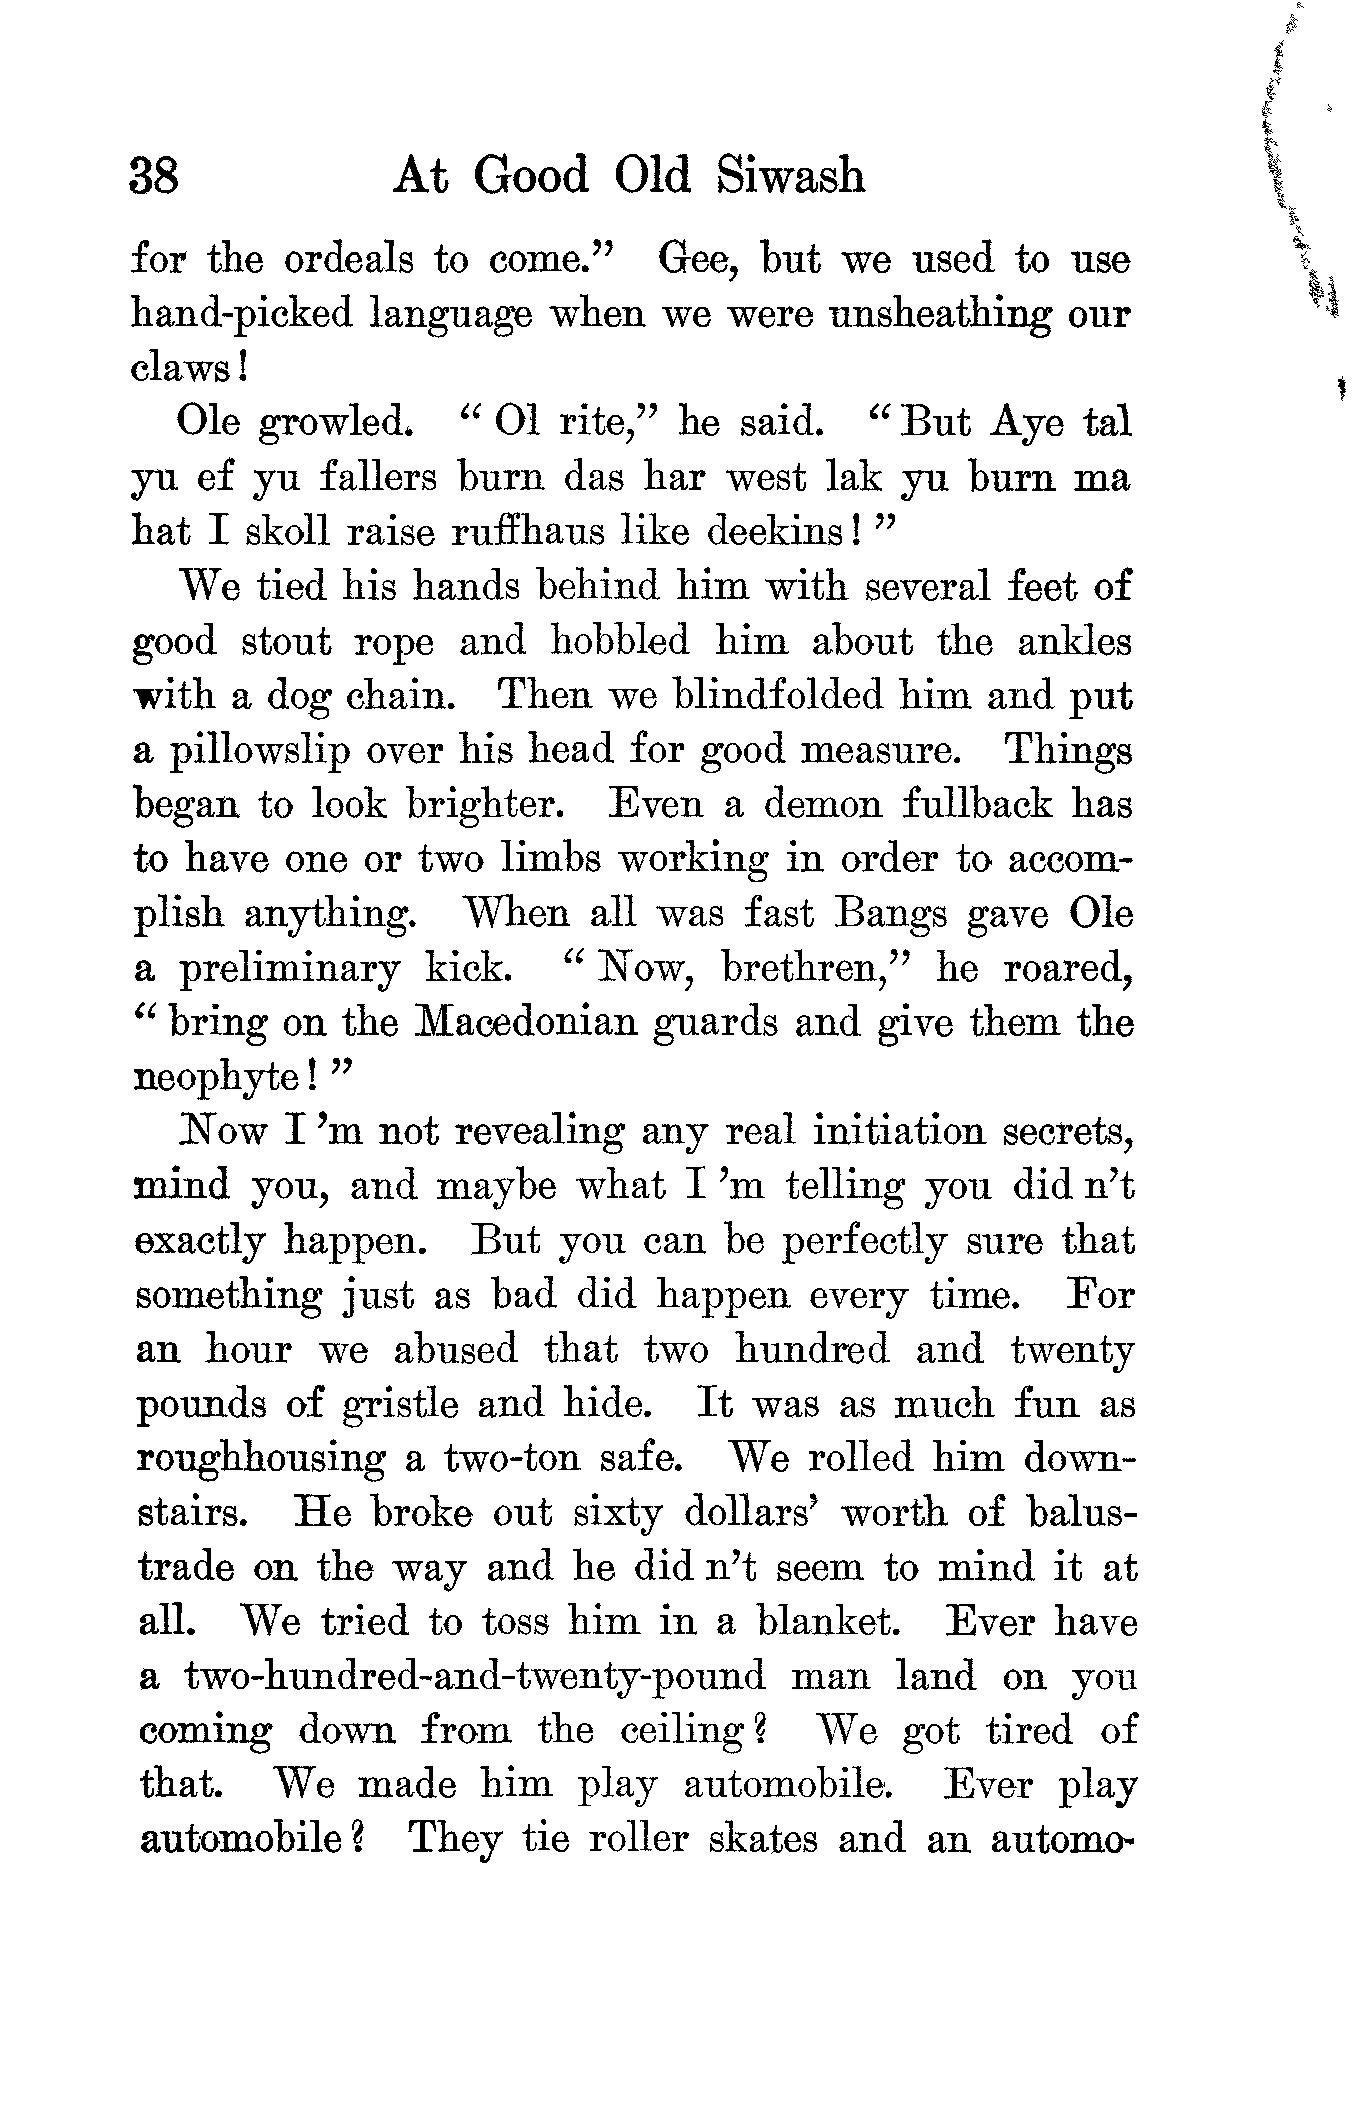 38 At Good Old Siwash
for the ordeals to come.” Gee, but we used to use
hand-picked language when we were unsheathing our
claws!
Ole growled. “Ol rite,” he said. “But Aye tal
yu ef yu fallers burn das har west lak yu burn ma
hat I skoll raise ruffhaus like deekins!”
We tied his hands behind him with several feet of
good stout rope and hobbled him about the ankles
with a dog chain. Then we blindfolded him and put
a pillowslip over his head for good measure. Things
began to look brighter. Even a demon fullback has
to have one or two limbs working in order to accom-
plish anything. When all was fast Bangs gave Ole
a preliminary kick. “Now, brethren,” he roared,
“bring on the Macedonian guards and give them the
neophyte!”
Now I 'm not revealing any real initiation secrets,
mind you, and maybe what I 'm telling you did n't
exactly happen. But you can be perfectly sure that
something just as bad did happen every time. For
an hour we abused that two hundred and twenty
pounds of gristle and hide. It was as much fun as
roughhousing a two-ton safe. We rolled him down-
stairs. He broke out sixty dollars' worth of balus-
trade on the way and he did n't seem to mind it at
all. We tried to toss him in a blanket. Ever have
a two-hundred-and-twenty-pound man land on you
coming down from the ceiling? We got tired of
that. We made him play automobile. Ever play
automobile? They tie roller skates and an automo-